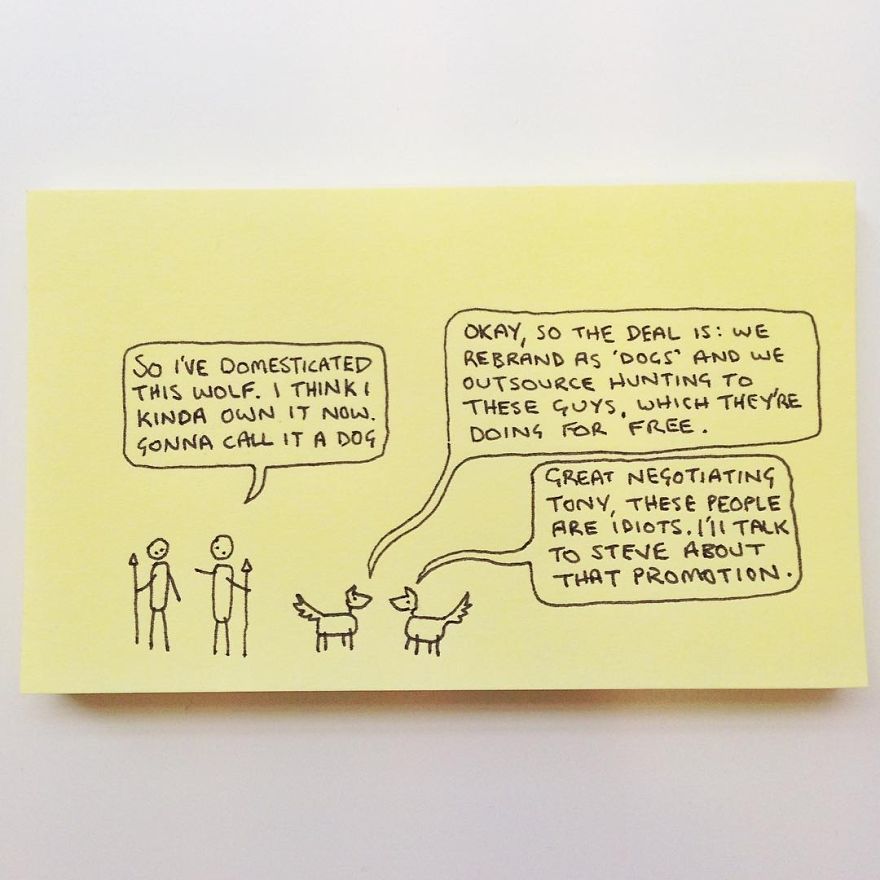 SO I'VE DOMESTICATED
THIS WOLF. I THINK I
KINDA OWN IT NOW.
GONNA CALL IT A DOG
OKAY, SO THE DEAL IS: WE
REBRAND AS 'DOGS' AND WE
OUTSOURCE HUNTING TO
THESE GUYS, WHICH THEY'RE
DOING FOR FREE.
GREAT NEGOTIATING
TONY, THESE PEOPLE
ARE IDIOTS. I'll TALK
TO STEVE ABOUT
THAT PROMOTION.